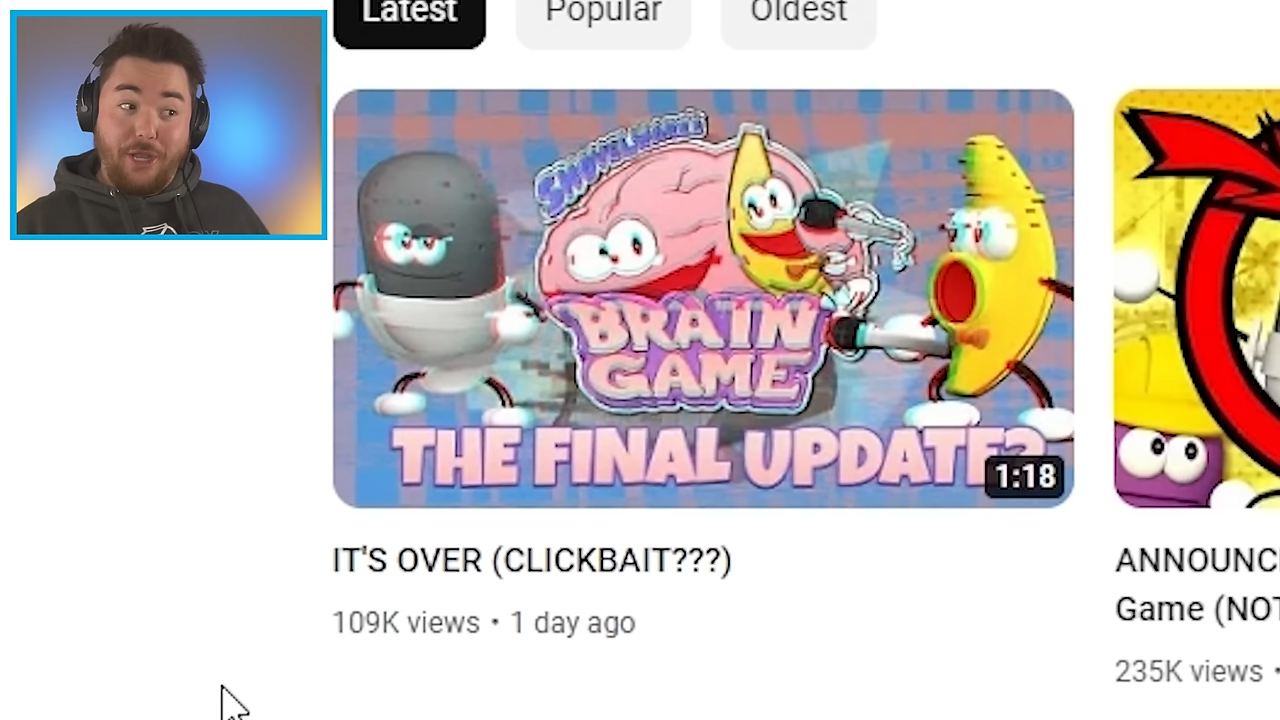 Latest
Popular
Oldest
SHOVELWARE'S
BRAIN
GAME
THE FINAL UPDATE?
1:18
IT'S OVER (CLICKBAIT???)
109K views • 1 day ago
ANNOUNC
Game (NOT
235K views •